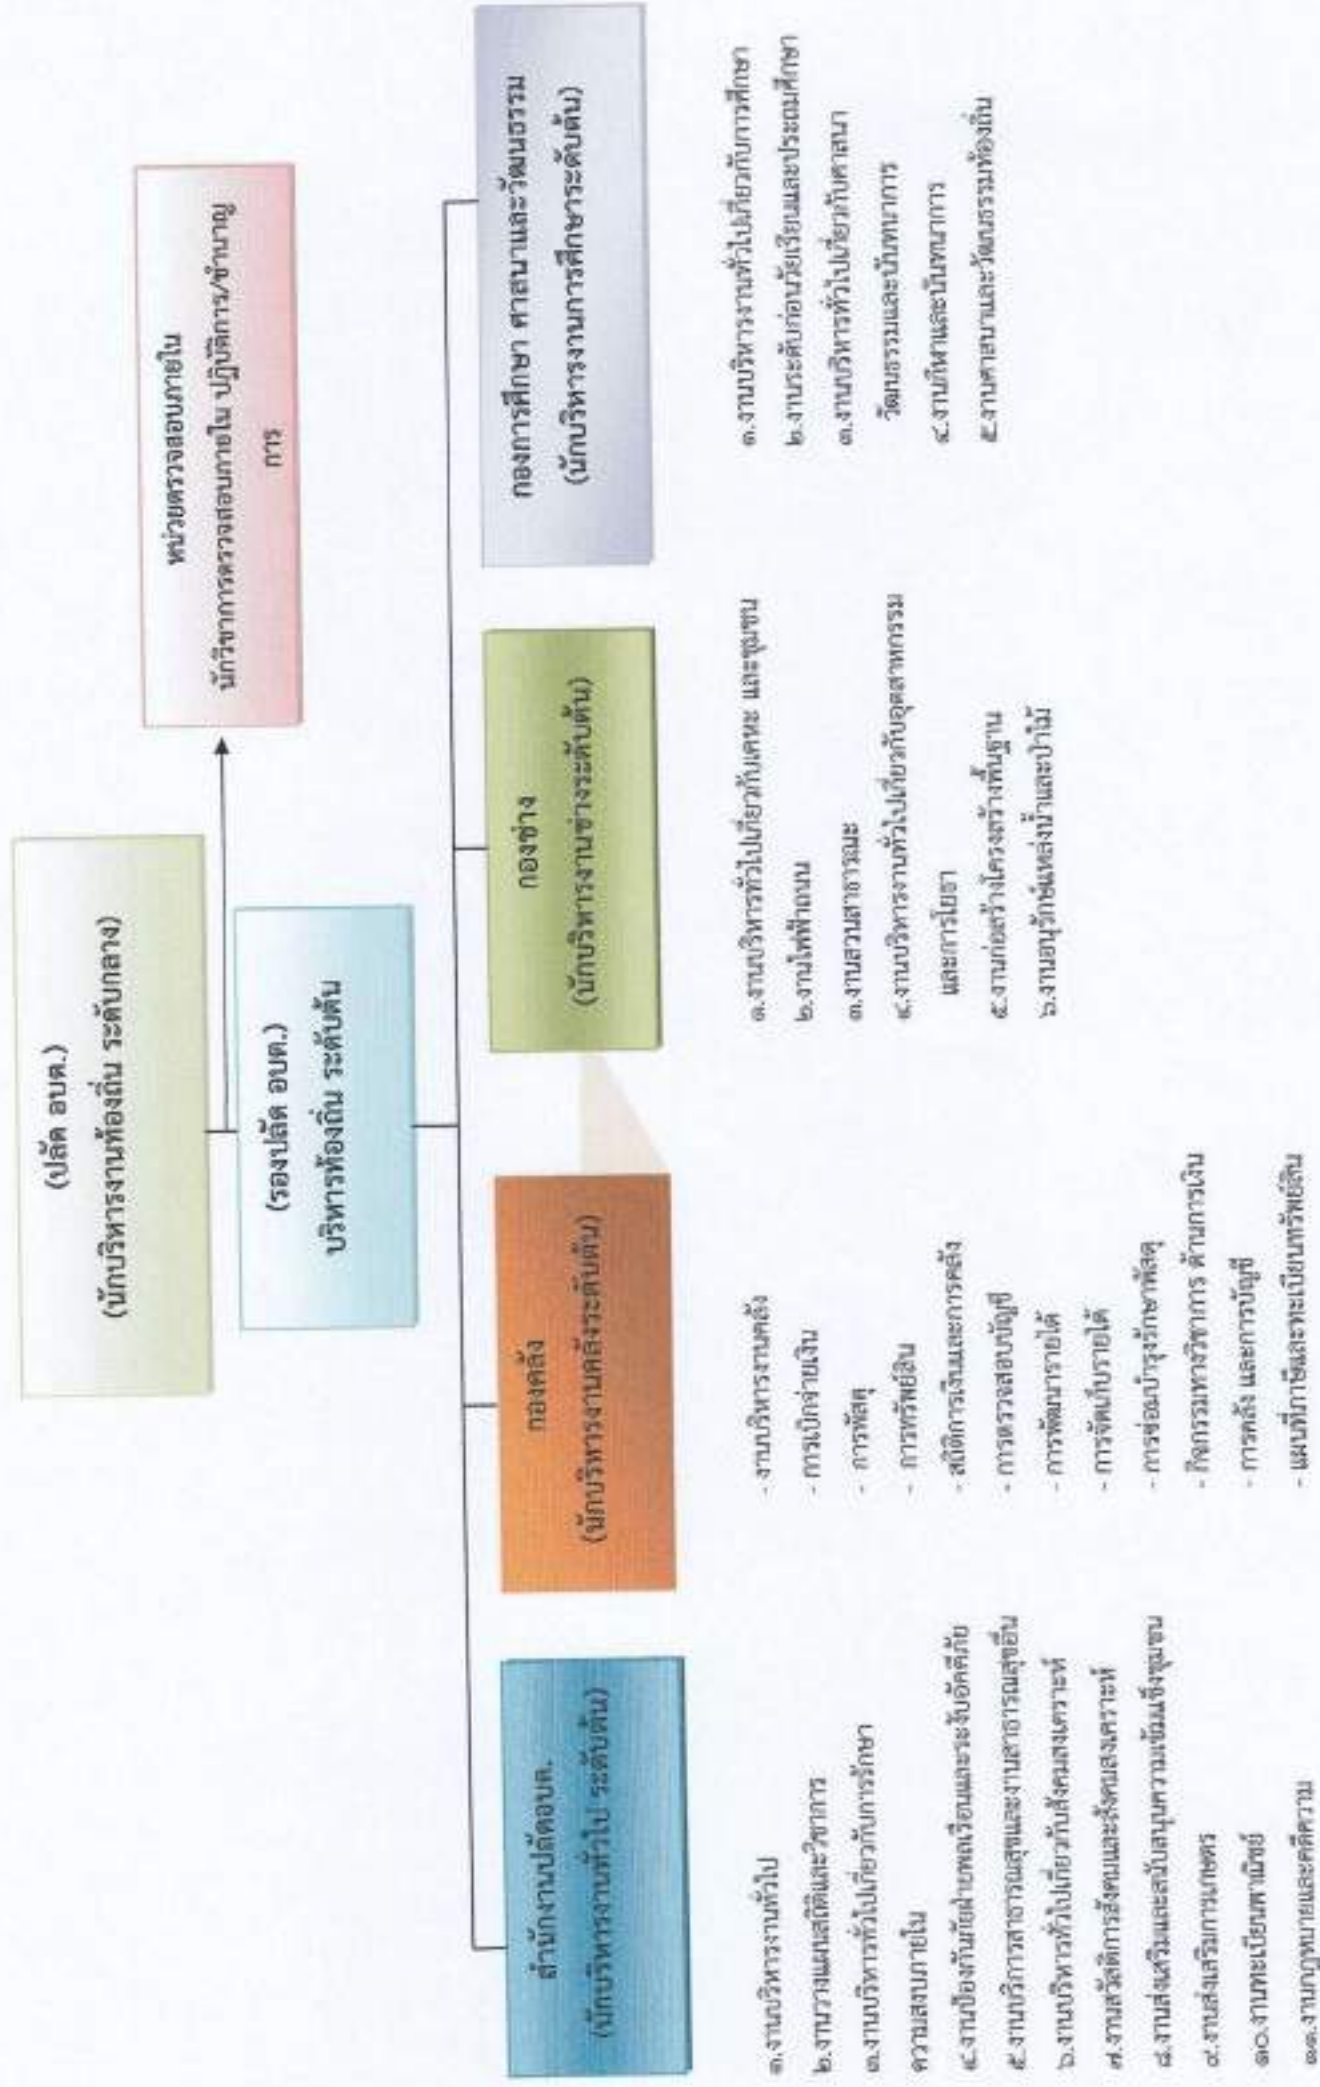 (ปลัด อบต.)
(นักบริหารงานท้องถิ่น ระดับกลาง)
หน่วยตรวจสอบภายใน
นักวิชาการตรวจสอบภายใน ปฏิบัติการ/ชำนาญ
การ
(รองปลัด อบต.)
บริหารท้องถิ่น ระดับต้น
สำนักงานปลัดอบต.
(นักบริหารงานทั่วไป ระดับต้น)
กองคลัง
(นักบริหารงานคลังระดับต้น)
กองช่าง
(นักบริหารงานช่างระดับต้น)
กองการศึกษา ศาสนาและวัฒนธรรม
(นักบริหารงานการศึกษาระดับต้น)
๑.งานบริหารงานทั่วไป
๒.งานวางแผนสถิติและวิชาการ
๓.งานบริหารทั่วไปเกี่ยวกับการรักษา
ความสงบภายใน
๔.งานป้องกันภัยฝ่ายพลเรือนและระงับอัคคีภัย
๕.งานบริการสาธารณสุขและงานสาธารณสุขอื่น
๖.งานบริหารทั่วไปเกี่ยวกับสังคมสงเคราะห์
๗.งานสวัสดิการสังคมและสังคมสงเคราะห์
๘.งานส่งเสริมและสนับสนุนความเข้มแข็งชุมชน
๙.งานส่งเสริมการเกษตร
๑๐.งานทะเบียนพาณิชย์
๑๑.งานกฎหมายและคดีความ
- งานบริหารงานคลัง
- การเบิกจ่ายเงิน
- การพัสดุ
- การทรัพย์สิน
- สถิติการเงินและการคลัง
- การตรวจสอบบัญชี
- การพัฒนารายได้
- การจัดเก็บรายได้
- การซ่อมบำรุงรักษาพัสดุ
- กิจกรรมทางวิชาการ ด้านการเงิน
- การคลัง และการบัญชี
- แผนที่ภาษีและทะเบียนทรัพย์สิน
๑.งานบริหารทั่วไปเกี่ยวกับเคหะ และชุมชน
๒.งานไฟฟ้าถนน
๓.งานสวนสาธารณะ
๔.งานบริหารงานทั่วไปเกี่ยวกับอุตสาหกรรม
และการโยธา
๕.งานก่อสร้างโครงสร้างพื้นฐาน
๖.งานอนุรักษ์แหล่งน้ำและป่าไม้
๑.งานบริหารงานทั่วไปเกี่ยวกับการศึกษา
๒.งานระดับก่อนวัยเรียนและประถมศึกษา
๓.งานบริหารทั่วไปเกี่ยวกับศาสนา
วัฒนธรรมและนันทนาการ
๔.งานกีฬาและนันทนาการ
๕.งานศาสนาและวัฒนธรรมท้องถิ่น